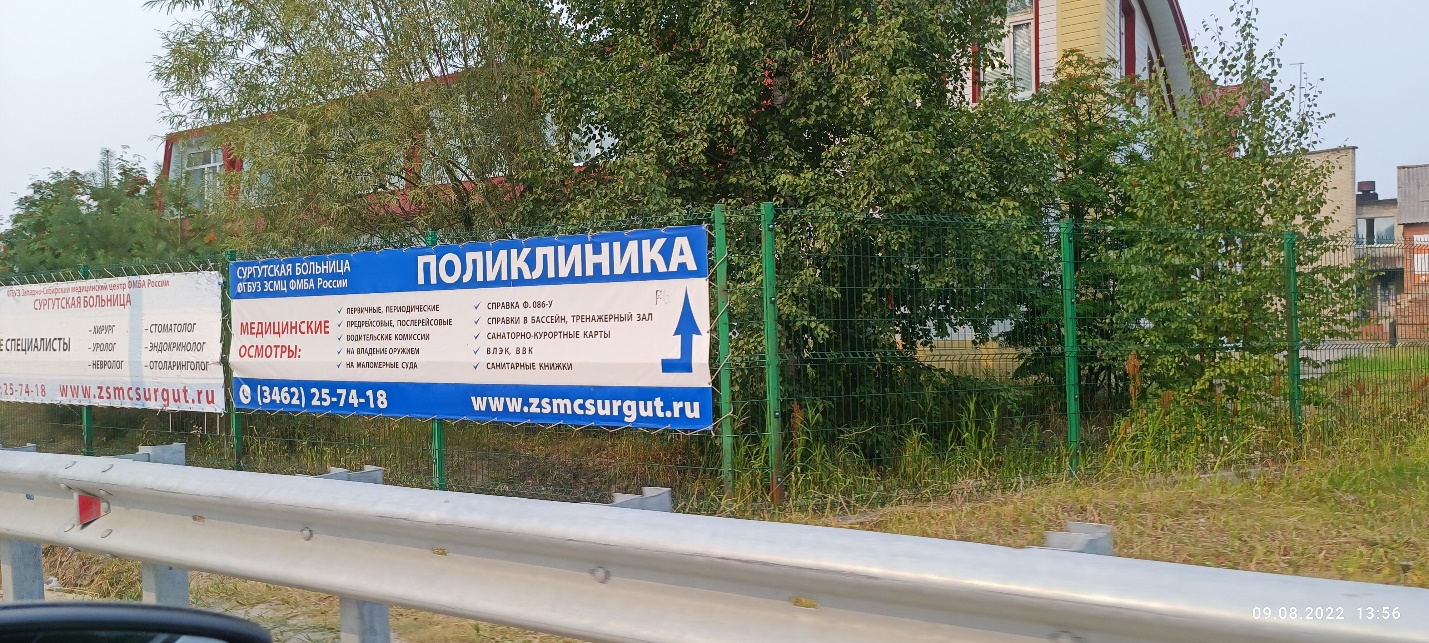 ФГБУЗ Западно-Сибирский медицинский центр ФМБА России
СУРГУТСКАЯ БОЛЬНИЦА
Е СПЕЦИАЛИСТЫ
- ХИРУРГ
- УРОЛОГ
- НЕВРОЛОГ
- СТОМАТОЛОГ
- ЭНДОКРИНОЛОГ
- ОТОЛАРИНГОЛОГ
25-74-18 www.zsmcsurgut.ru
СУРГУТСКАЯ БОЛЬНИЦА
ФГБУЗ ЗСМЦ ФМБА России
ПОЛИКЛИНИКА
МЕДИЦИНСКИЕ
ОСМОТРЫ:
✓ ПЕРВИЧНЫЕ, ПЕРИОДИЧЕСКИЕ
✓ ПРЕДРЕЙСОВЫЕ, ПОСЛЕРЕЙСОВЫЕ
✓ ВОДИТЕЛЬСКИЕ КОМИССИИ
✓ НА ВЛАДЕНИЕ ОРУЖИЕМ
✓ НА МАЛОМЕРНЫЕ СУДА
✓ СПРАВКА Ф. 086-У
✓ СПРАВКИ В БАССЕЙН, ТРЕНАЖЕРНЫЙ ЗАЛ
✓ САНАТОРНО-КУРОРТНЫЕ КАРТЫ
✓ ВЛЭК, ВВК
✓ САНИТАРНЫЕ КНИЖКИ
(3462) 25-74-18
www.zsmcsurgut.ru
09.08.2022 13:56